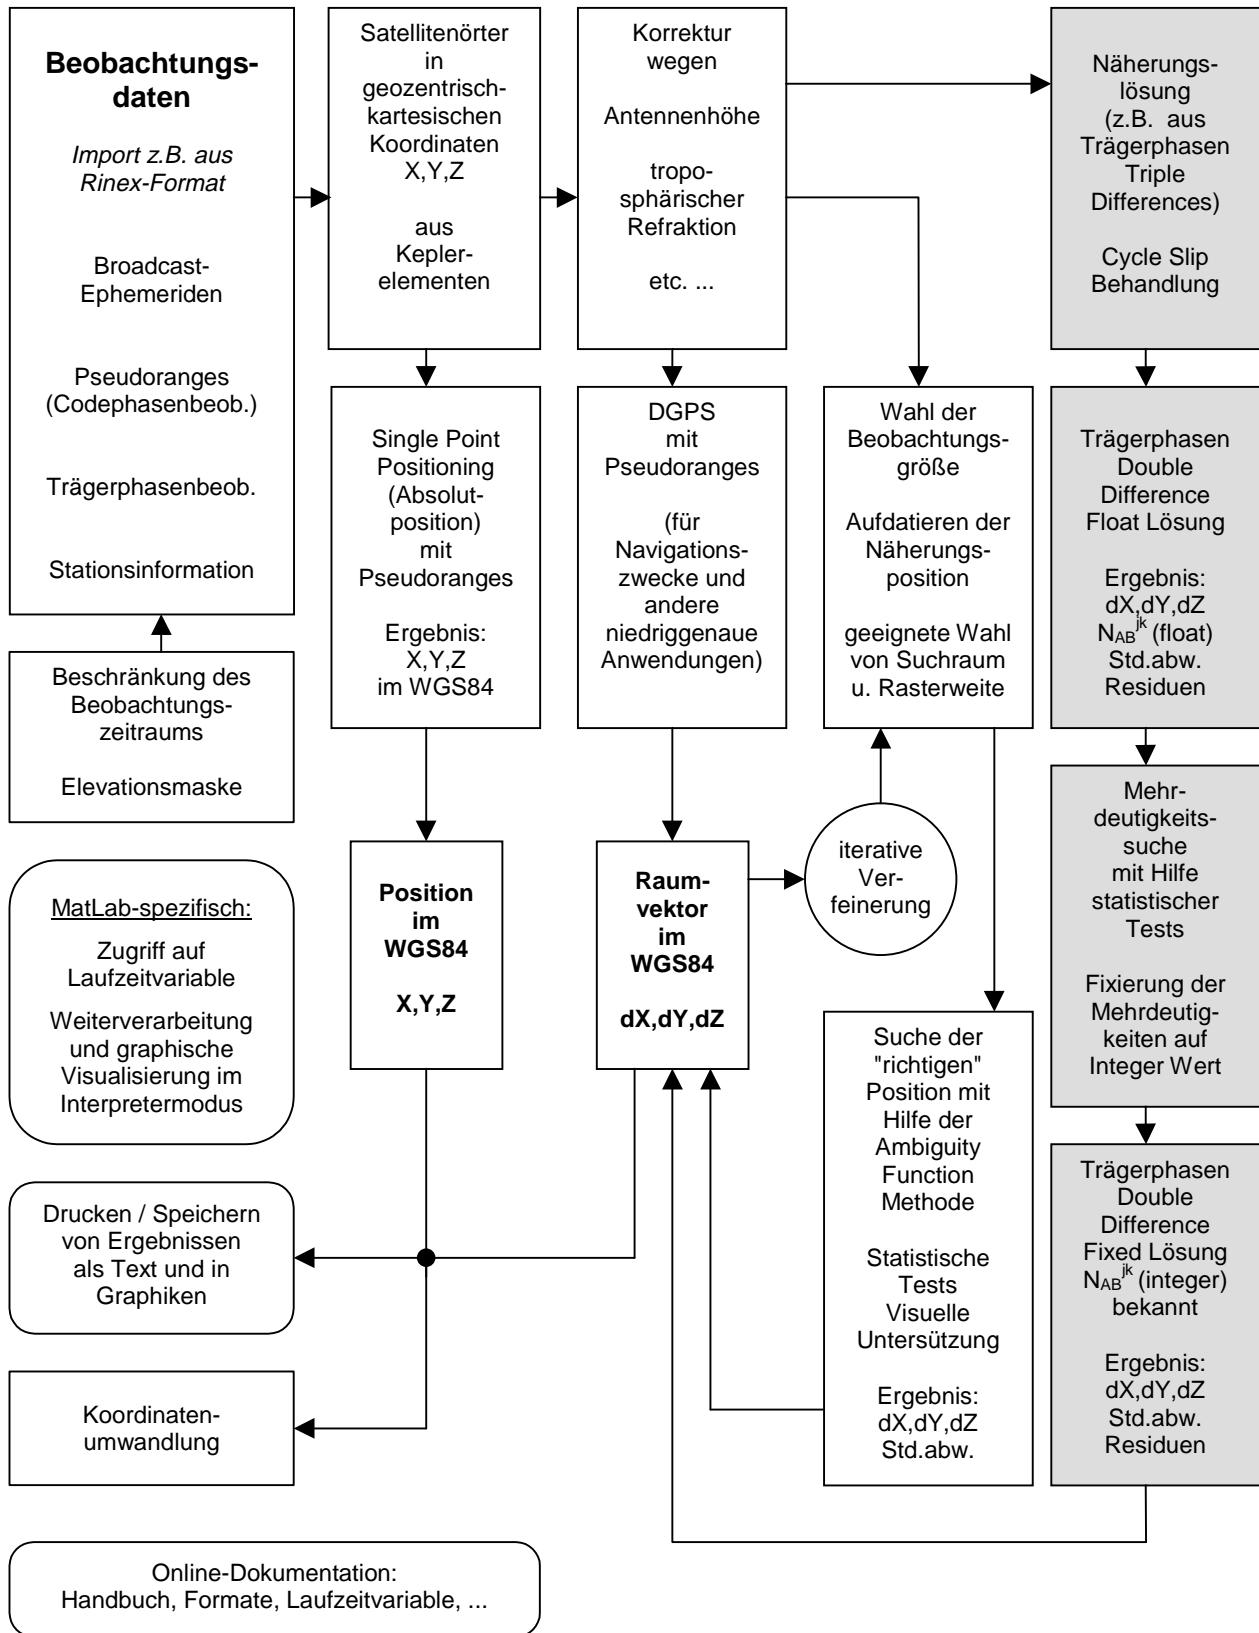 Beobachtungs-
daten
Import z.B. aus
Rinex-Format
Broadcast-
Ephemeriden
Pseudoranges
(Codephasenbeob.)
Trägerphasenbeob.
Stationsinformation
Beschränkung des
Beobachtungs-
zeitraums
Elevationsmaske
MatLab-spezifisch:
Zugriff auf
Laufzeitvariable
Weiterverarbeitung
und graphische
Visualisierung im
Interpretermodus
Drucken / Speichern
von Ergebnissen
als Text und in
Graphiken
Koordinaten-
umwandlung
Online-Dokumentation:
Handbuch, Formate, Laufzeitvariable, ...
Satellitenörter
in
geozentrisch-
kartesischen
Koordinaten
X,Y,Z
aus
Kepler-
elementen
Single Point
Positioning
(Absolut-
position)
mit
Pseudoranges
Ergebnis:
X,Y,Z
im WGS84
Position
im
WGS84
X,Y,Z
Korrektur
wegen
Antennenhöhe
tropo-
sphärischer
Refraktion
etc. ...
DGPS
mit
Pseudoranges
(für
Navigations-
zwecke und
andere
niedriggenaue
Anwendungen)
Raum-
vektor
im
WGS84
dX,dY,dZ
iterative
Ver-
feinerung
Wahl der
Beobachtungs-
größe
Aufdatieren der
Näherungs-
position
geeignete Wahl
von Suchraum
u. Rasterweite
Suche der
"richtigen"
Position mit
Hilfe der
Ambiguity
Function
Methode
Statistische
Tests
Visuelle
Untersützung
Ergebnis:
dX,dY,dZ
Std.abw.
Näherungs-
lösung
(z.B. aus
Trägerphasen
Triple
Differences)
Cycle Slip
Behandlung
Trägerphasen
Double
Difference
Float Lösung
Ergebnis:
dX,dY,dZ
N_AB^jk (float)
Std.abw.
Residuen
Mehr-
deutigkeits-
suche
mit Hilfe
statistischer
Tests
Fixierung der
Mehrdeutig-
keiten auf
Integer Wert
Trägerphasen
Double
Difference
Fixed Lösung
N_AB^jk (integer)
bekannt
Ergebnis:
dX,dY,dZ
Std.abw.
Residuen